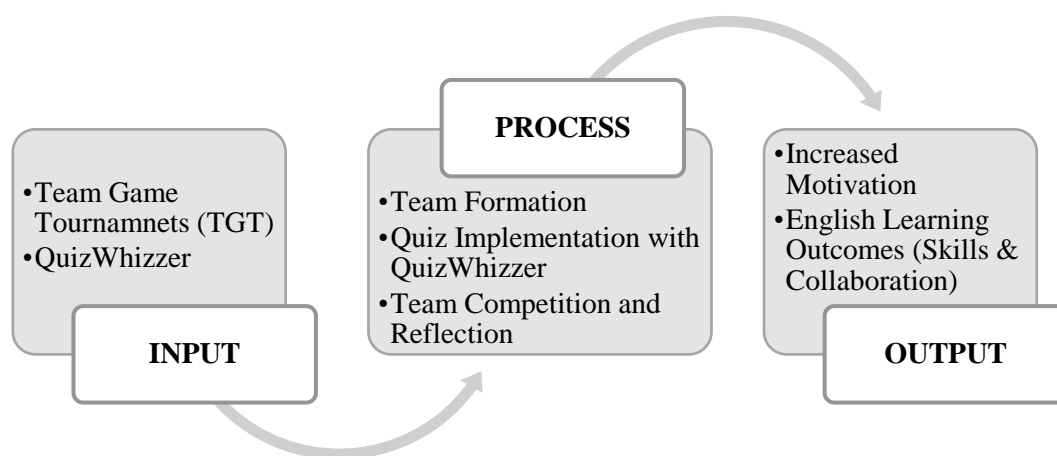 •Team Game
Tournamnets (TGT)
•QuizWhizzer
INPUT
PROCESS
•Team Formation
•Quiz Implementation with
QuizWhizzer
•Team Competition and
Reflection
•Increased
Motivation
•English Learning
Outcomes (Skills &
Collaboration)
OUTPUT